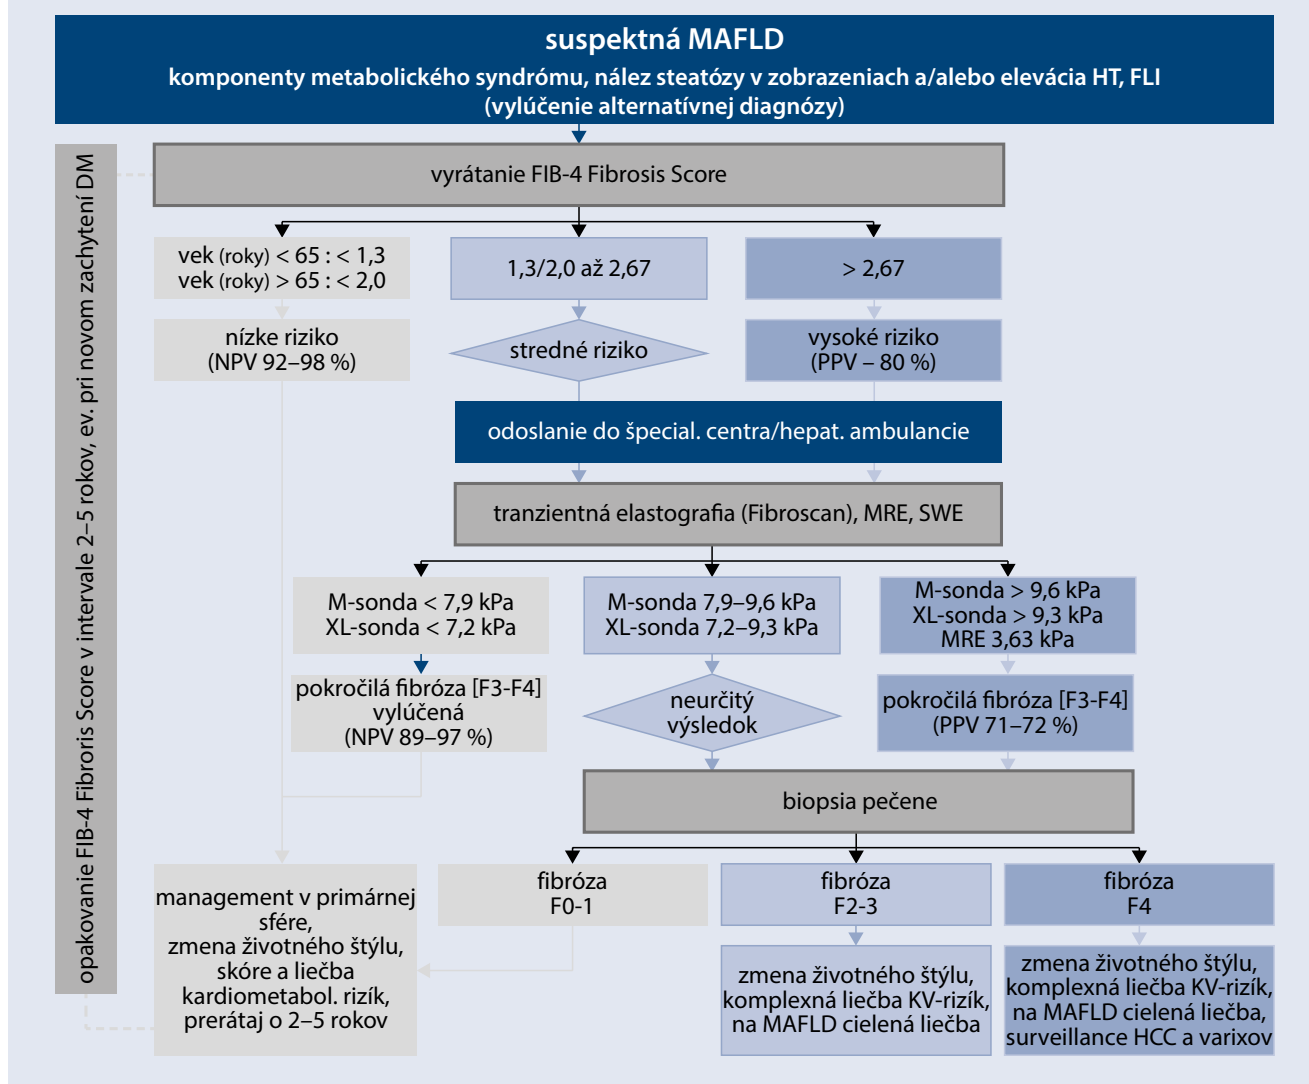 suspektná MAFLD
komponenty metabolického syndrómu, nález steatózy v zobrazeniach a/alebo elevácia HT, FLI
(vylúčenie alternatívnej diagnózy)
opakovanie FIB-4 Fibroris Score v intervale 2–5 rokov, ev. pri novom zachytení DM
vyrátanie FIB-4 Fibrosis Score
vek (roky) < 65 : < 1,3
vek (roky) > 65 : < 2,0
1,3/2,0 až 2,67
> 2,67
nízke riziko
(NPV 92–98 %)
stredné riziko
vysoké riziko
(PPV – 80 %)
odoslanie do špecial. centra/hepat. ambulancie
tranzientná elastografia (Fibroscan), MRE, SWE
M-sonda < 7,9 kPa
XL-sonda < 7,2 kPa
M-sonda 7,9–9,6 kPa
XL-sonda 7,2–9,3 kPa
M-sonda > 9,6 kPa
XL-sonda > 9,3 kPa
MRE 3,63 kPa
pokročilá fibróza [F3-F4]
vylúčená
(NPV 89–97 %)
neurčitý
výsledok
pokročilá fibróza [F3-F4]
(PPV 71–72 %)
biopsia pečene
management v primárnej
sfére,
zmena životného štýlu,
skóre a liečba
kardiometabol. rizík,
prerátaj o 2–5 rokov
fibróza
F0-1
fibróza
F2-3
fibróza
F4
zmena životného štýlu,
komplexná liečba KV-rizík,
na MAFLD cielená liečba
zmena životného štýlu,
komplexná liečba KV-rizík,
na MAFLD cielená liečba,
surveillance HCC a varixov